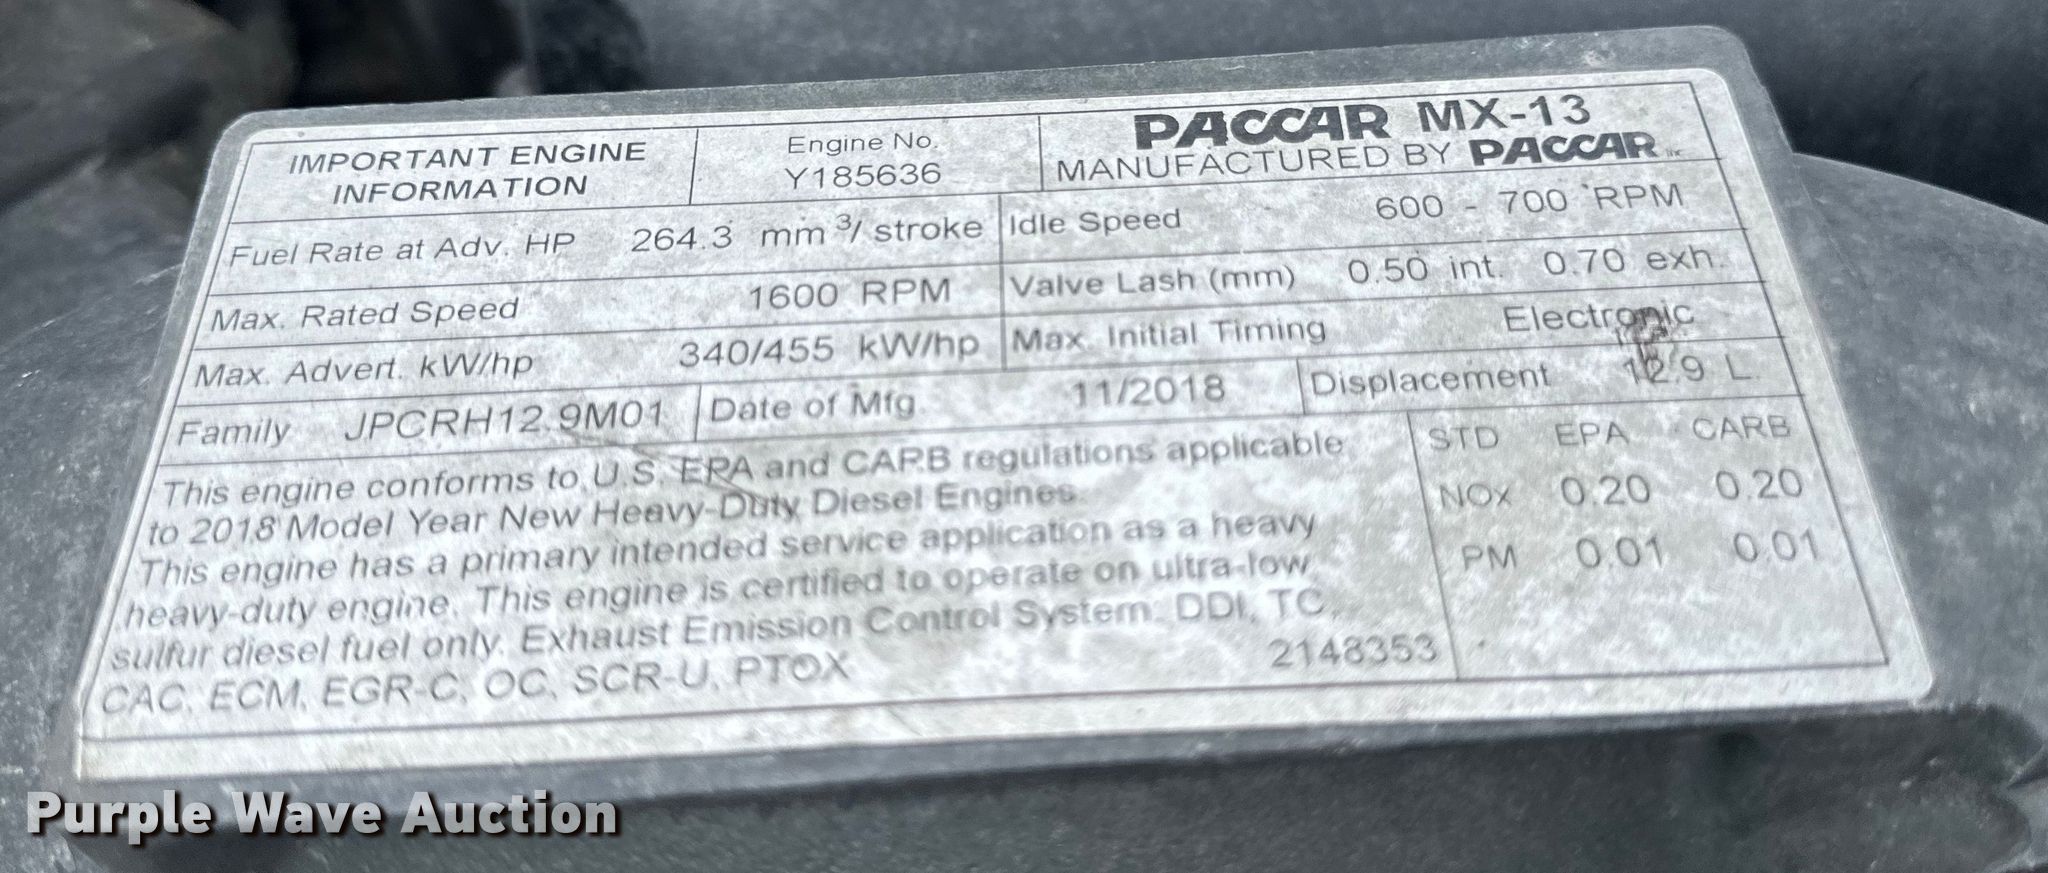 IMPORTANT ENGINE
INFORMATION
Engine No.
Y185636
PACCAR MX-13
MANUFACTURED BY PACCAR
Fuel Rate at Adv. HP 264.3 mm³/ stroke
Idle Speed 600 - 700 RPM
Max. Rated Speed 1600 RPM
Valve Lash (mm) 0.50 int. 0.70 exh.
Max. Advert. kW/hp 340/455 kW/hp
Max. Initial Timing Electronic
Family JPCRH12.9M01
Date of Mfg. 11/2018
Displacement 12.9 L
This engine conforms to U.S. EPA and CARB regulations applicable
to 2018 Model Year New Heavy-Duty Diesel Engines.
This engine has a primary intended service application as a heavy
heavy-duty engine. This engine is certified to operate on ultra-low
sulfur diesel fuel only. Exhaust Emission Control System: DDI, TC,
CAC, ECM, EGR-C, OC, SCR-U, PTOX
2148353
STD EPA CARB
NOx 0.20 0.20
PM 0.01 0.01
Purple Wave Auction